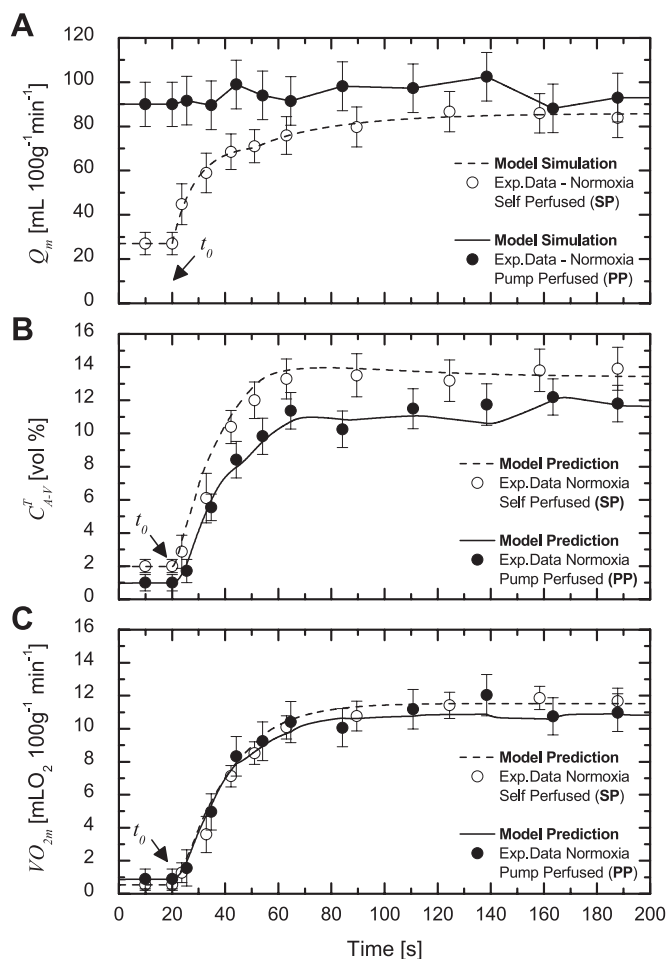 A
120
100
80
60
40
20
0
Q_m [mL 100g^-1 min^-1]
t_0
Model Simulation
Exp.Data - Normoxia
Self Perfused (SP)
Model Simulation
Exp.Data - Normoxia
Pump Perfused (PP)
B
16
14
12
10
8
6
4
2
0
C^T_A-V [vol %]
t_0
Model Prediction
Exp.Data Normoxia
Self Perfused (SP)
Model Prediction
Exp.Data Normoxia
Pump Perfused (PP)
C
16
14
12
10
8
6
4
2
0
VO_2m [mLO_2 100g^-1 min^-1]
t_0
Model Prediction
Exp.Data Normoxia
Self Perfused (SP)
Model Prediction
Exp.Data Normoxia
Pump Perfused (PP)
0 20 40 60 80 100 120 140 160 180 200
Time [s]